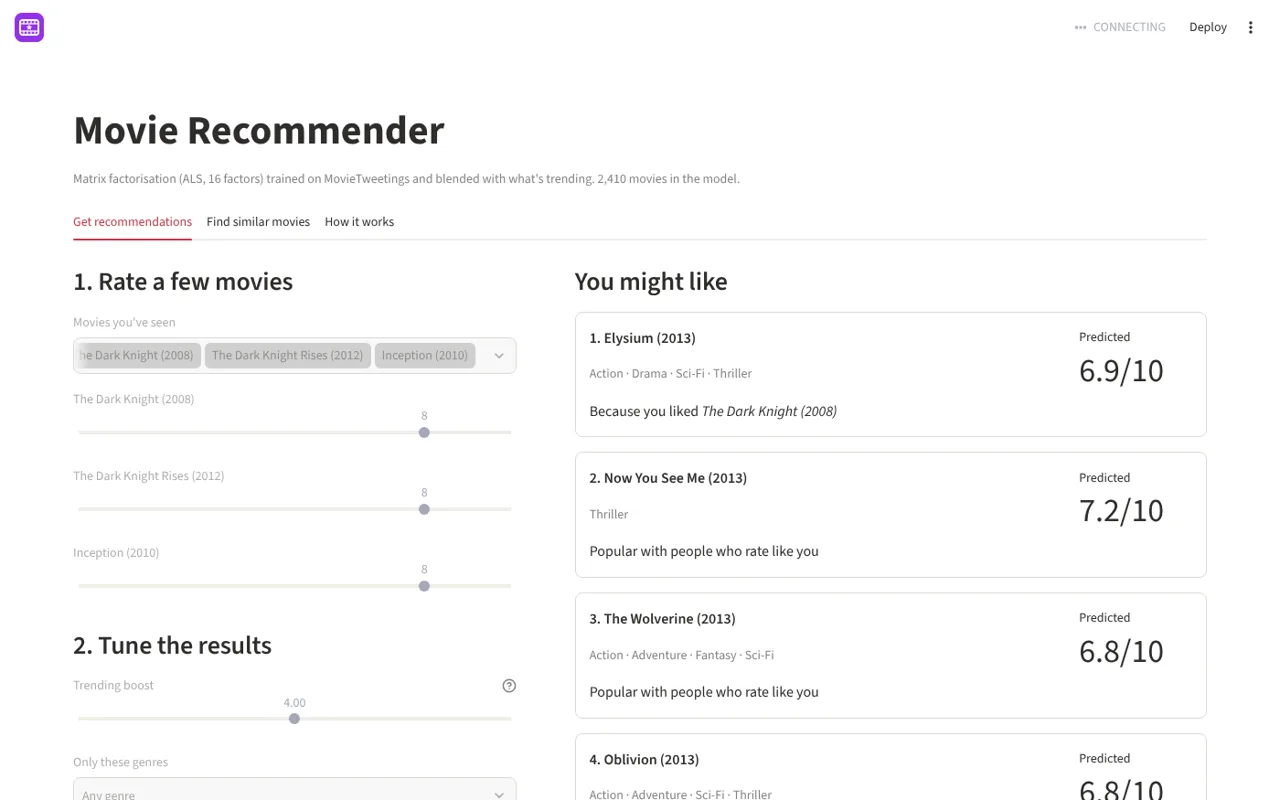 CONNECTING
Deploy
Movie Recommender
Matrix factorisation (ALS, 16 factors) trained on MovieTweetings and blended with what's trending. 2,410 movies in the model.
Get recommendations
Find similar movies
How it works
1. Rate a few movies
Movies you've seen
he Dark Knight (2008)
The Dark Knight Rises (2012)
Inception (2010)
The Dark Knight (2008)
8
The Dark Knight Rises (2012)
8
Inception (2010)
8
2. Tune the results
Trending boost
4.00
Only these genres
Any genre
You might like
1. Elysium (2013)
Action · Drama · Sci-Fi · Thriller
Because you liked The Dark Knight (2008)
Predicted
6.9/10
2. Now You See Me (2013)
Thriller
Popular with people who rate like you
Predicted
7.2/10
3. The Wolverine (2013)
Action · Adventure · Fantasy · Sci-Fi
Popular with people who rate like you
Predicted
6.8/10
4. Oblivion (2013)
Action · Adventure · Sci-Fi · Thriller
Predicted
6.8/10